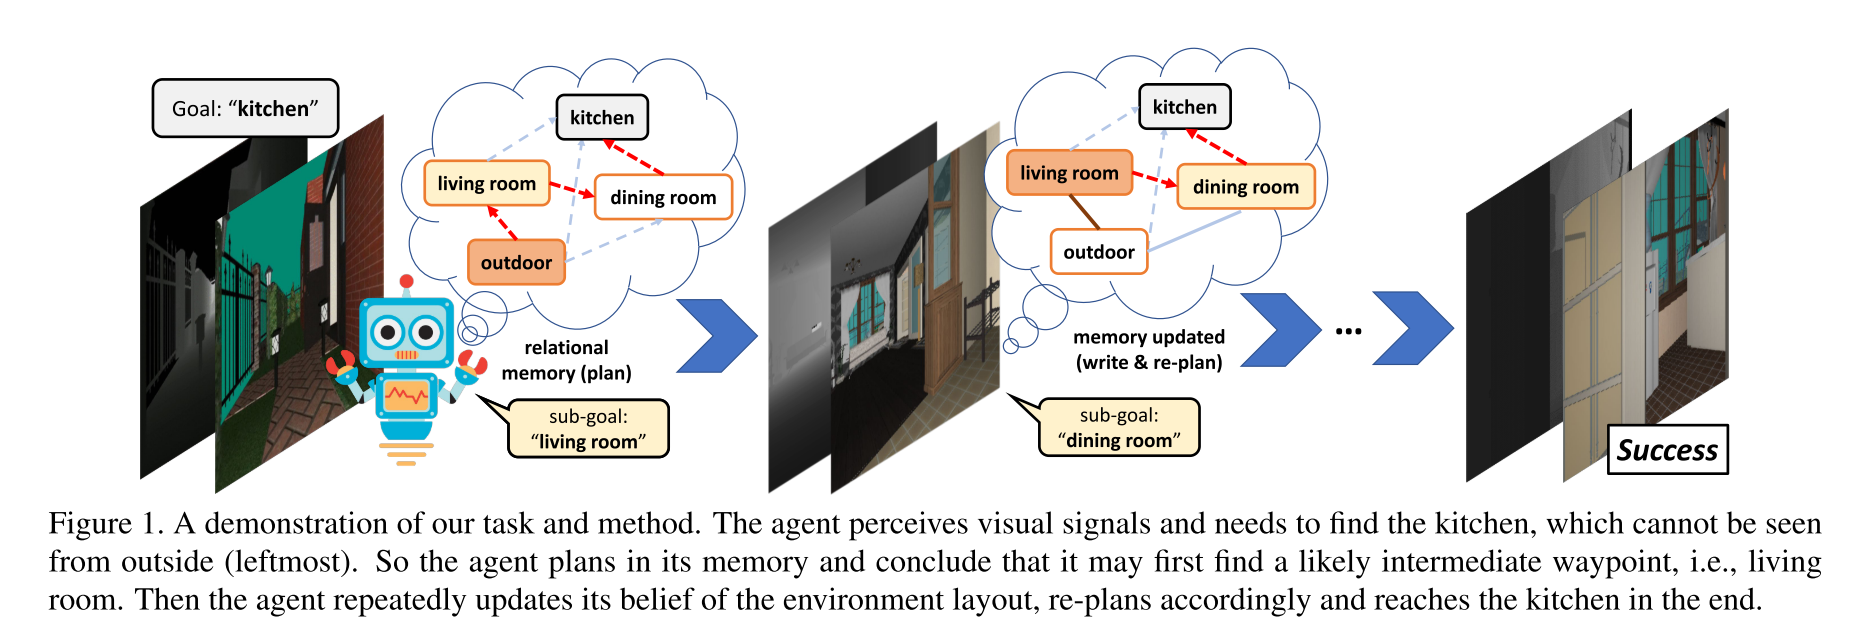 Goal: “kitchen”
kitchen
living room
dining room
outdoor
relational
memory (plan)
sub-goal:
“living room”
kitchen
living room
dining room
outdoor
memory updated
(write & re-plan)
sub-goal:
“dining room”
...
Success
Figure 1. A demonstration of our task and method. The agent perceives visual signals and needs to find the kitchen, which cannot be seen
from outside (leftmost). So the agent plans in its memory and conclude that it may first find a likely intermediate waypoint, i.e., living
room. Then the agent repeatedly updates its belief of the environment layout, re-plans accordingly and reaches the kitchen in the end.